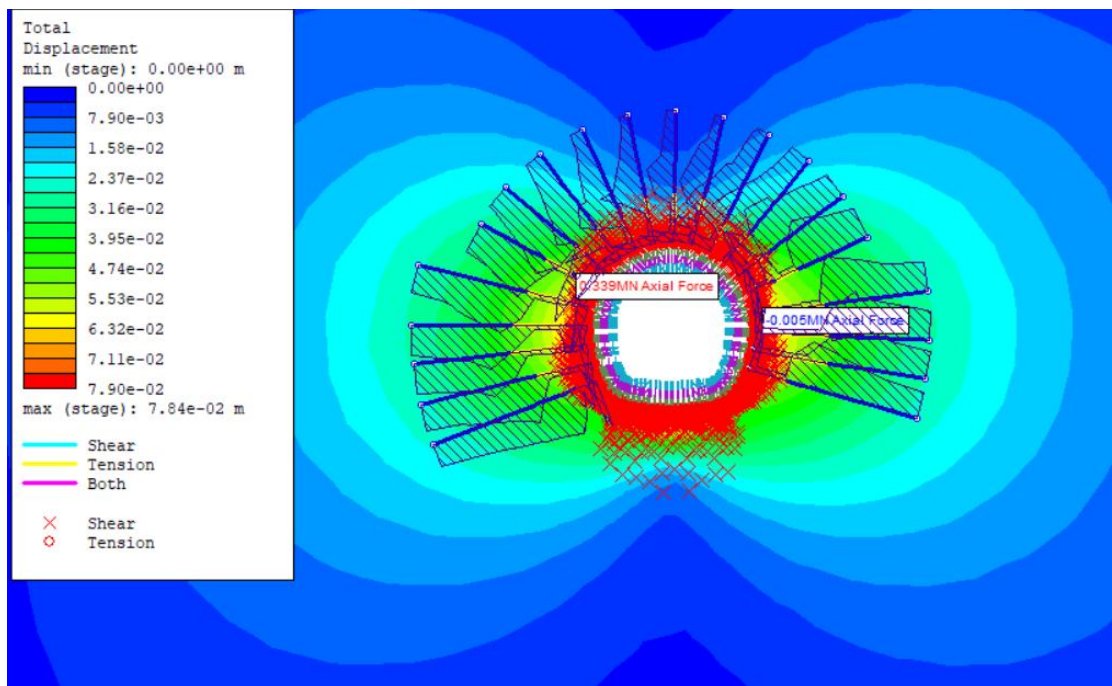 Total
Displacement
min (stage): 0.00e+00 m
0.00e+00
7.90e-03
1.58e-02
2.37e-02
3.16e-02
3.95e-02
4.74e-02
5.53e-02
6.32e-02
7.11e-02
7.90e-02
max (stage): 7.84e-02 m
Shear
Tension
Both
Shear
Tension
0.339MN Axial Force
-0.005MN Axial Force